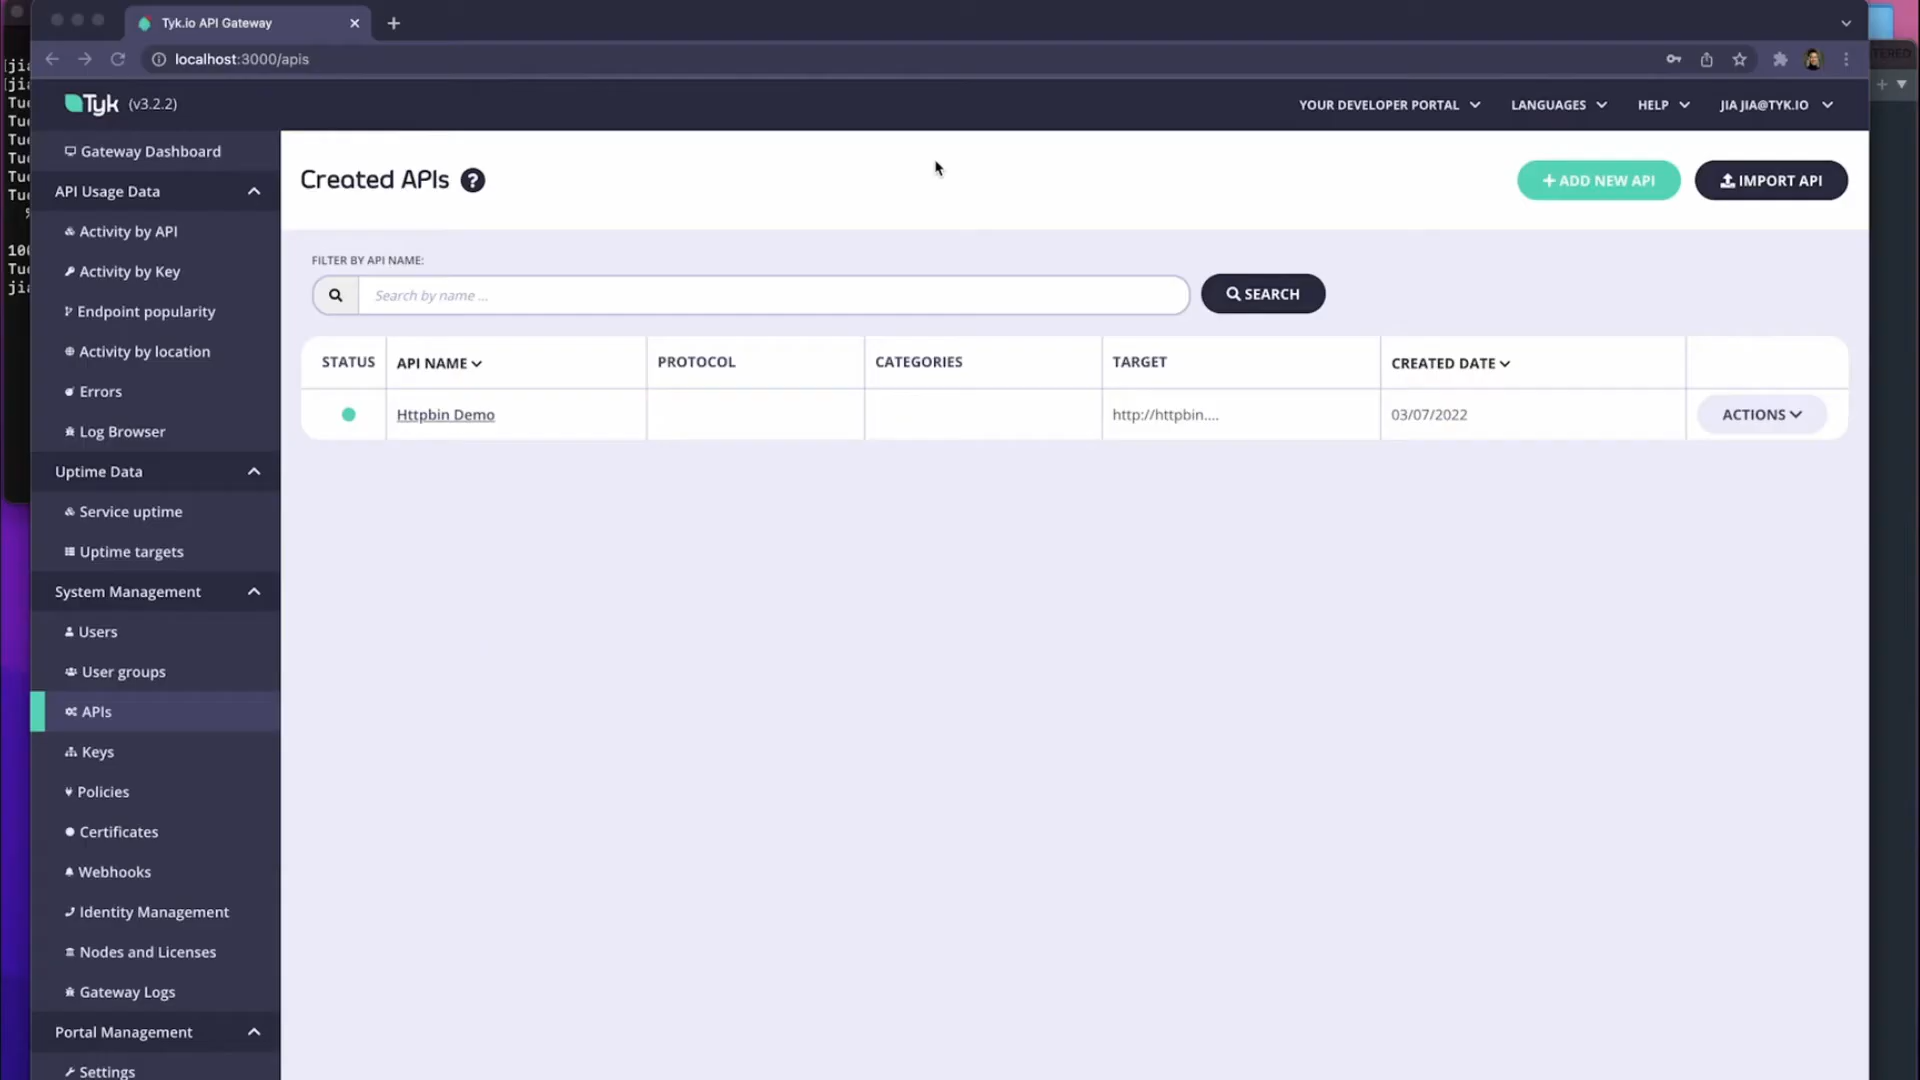 Tyk.io API Gateway
localhost:3000/apis
Tyk (v3.2.2)
YOUR DEVELOPER PORTAL
LANGUAGES
HELP
JIA JIA@TYK.IO
Gateway Dashboard
API Usage Data
Activity by API
Activity by Key
Endpoint popularity
Activity by location
Errors
Log Browser
Uptime Data
Service uptime
Uptime targets
System Management
Users
User groups
APIs
Keys
Policies
Certificates
Webhooks
Identity Management
Nodes and Licenses
Gateway Logs
Portal Management
Settings
Created APIs ?
+ ADD NEW API
IMPORT API
FILTER BY API NAME:
Search by name ...
SEARCH
STATUS API NAME PROTOCOL CATEGORIES TARGET CREATED DATE
Httpbin Demo http://httpbin.... 03/07/2022 ACTIONS